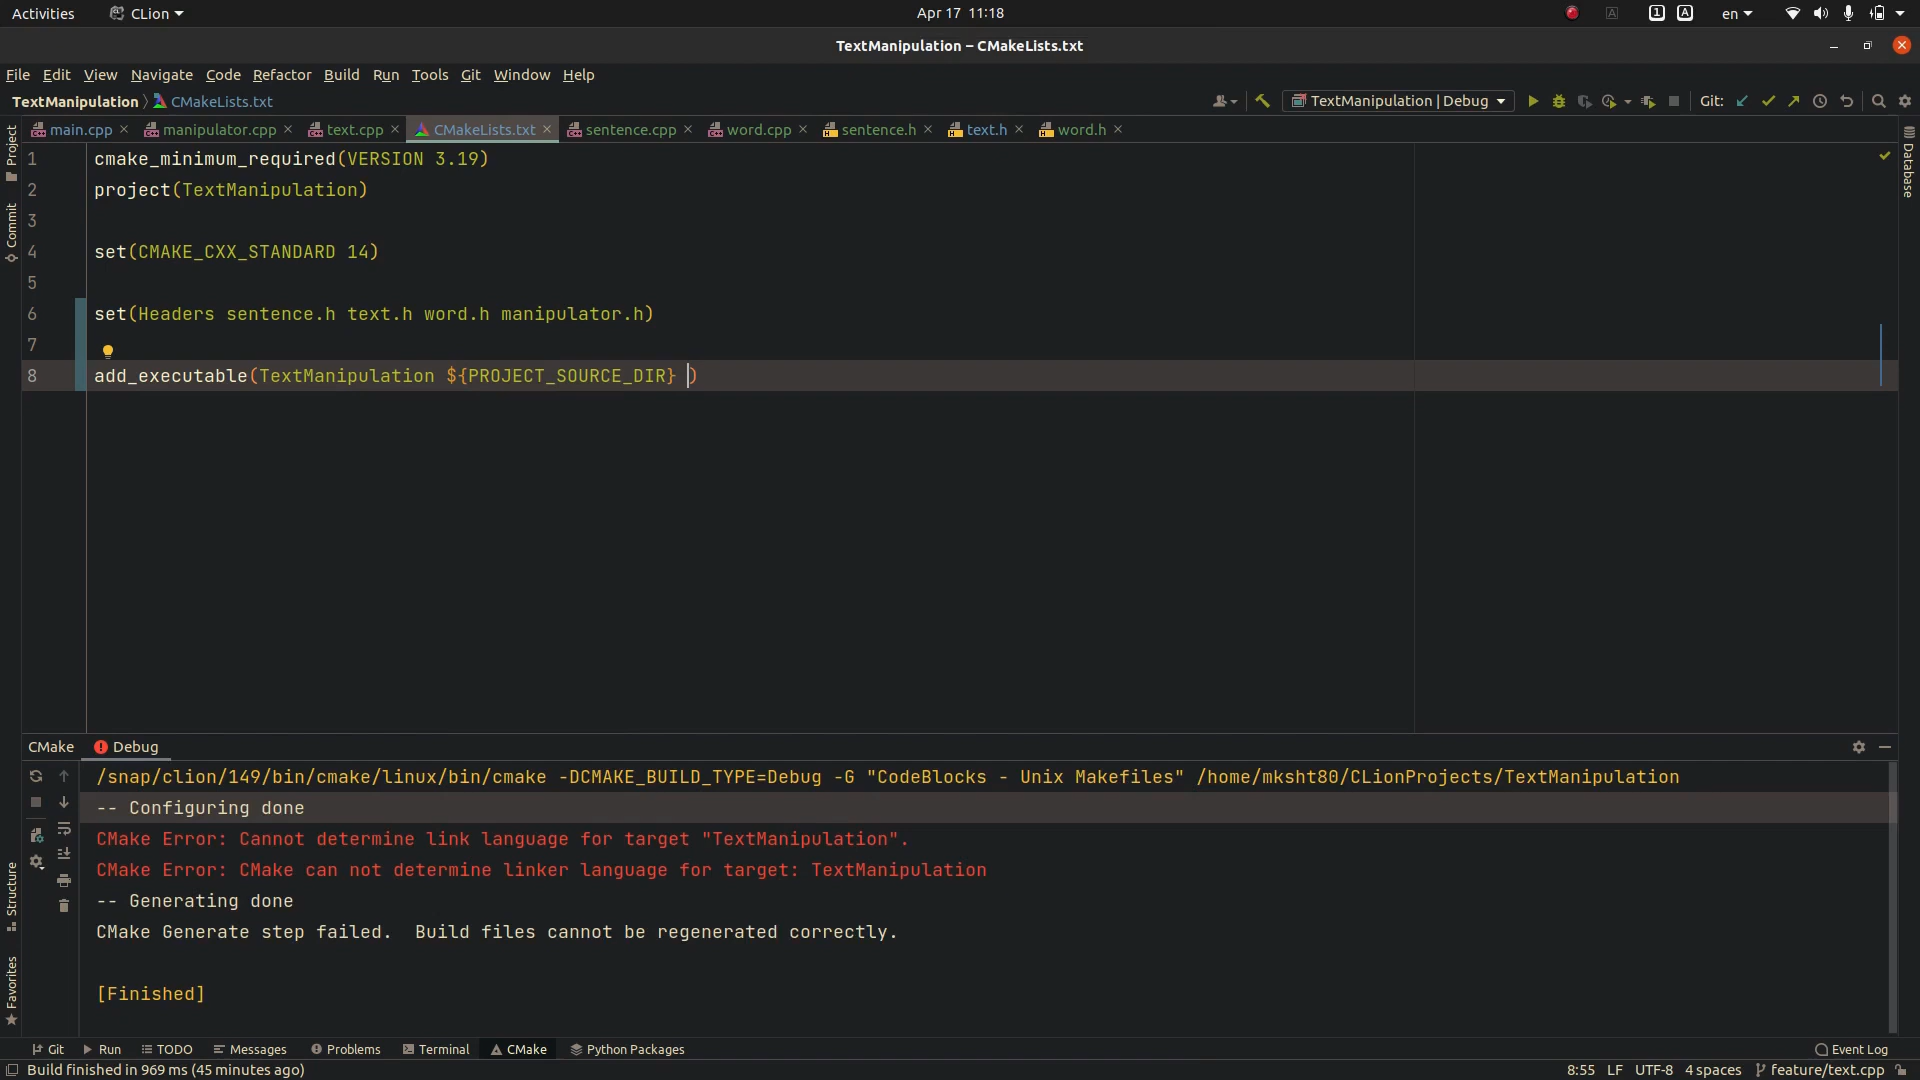 Activities CLion Apr 17 11:18 1 A en
TextManipulation – CMakeLists.txt
File Edit View Navigate Code Refactor Build Run Tools Git Window Help
TextManipulation CMakeLists.txt TextManipulation | Debug Git:
main.cpp manipulator.cpp text.cpp CMakeLists.txt sentence.cpp word.cpp sentence.h text.h word.h
Project
Commit
Structure
Favorites
Database
1 cmake_minimum_required(VERSION 3.19)
2 project(TextManipulation)
3
4 set(CMAKE_CXX_STANDARD 14)
5
6 set(Headers sentence.h text.h word.h manipulator.h)
7
8 add_executable(TextManipulation ${PROJECT_SOURCE_DIR} )
CMake Debug
/snap/clion/149/bin/cmake/linux/bin/cmake -DCMAKE_BUILD_TYPE=Debug -G "CodeBlocks - Unix Makefiles" /home/mksht80/CLionProjects/TextManipulation
-- Configuring done
CMake Error: Cannot determine link language for target "TextManipulation".
CMake Error: CMake can not determine linker language for target: TextManipulation
-- Generating done
CMake Generate step failed.  Build files cannot be regenerated correctly.
[Finished]
Git Run TODO Messages Problems Terminal CMake Python Packages Event Log
Build finished in 969 ms (45 minutes ago) 8:55 LF UTF-8 4 spaces feature/text.cpp